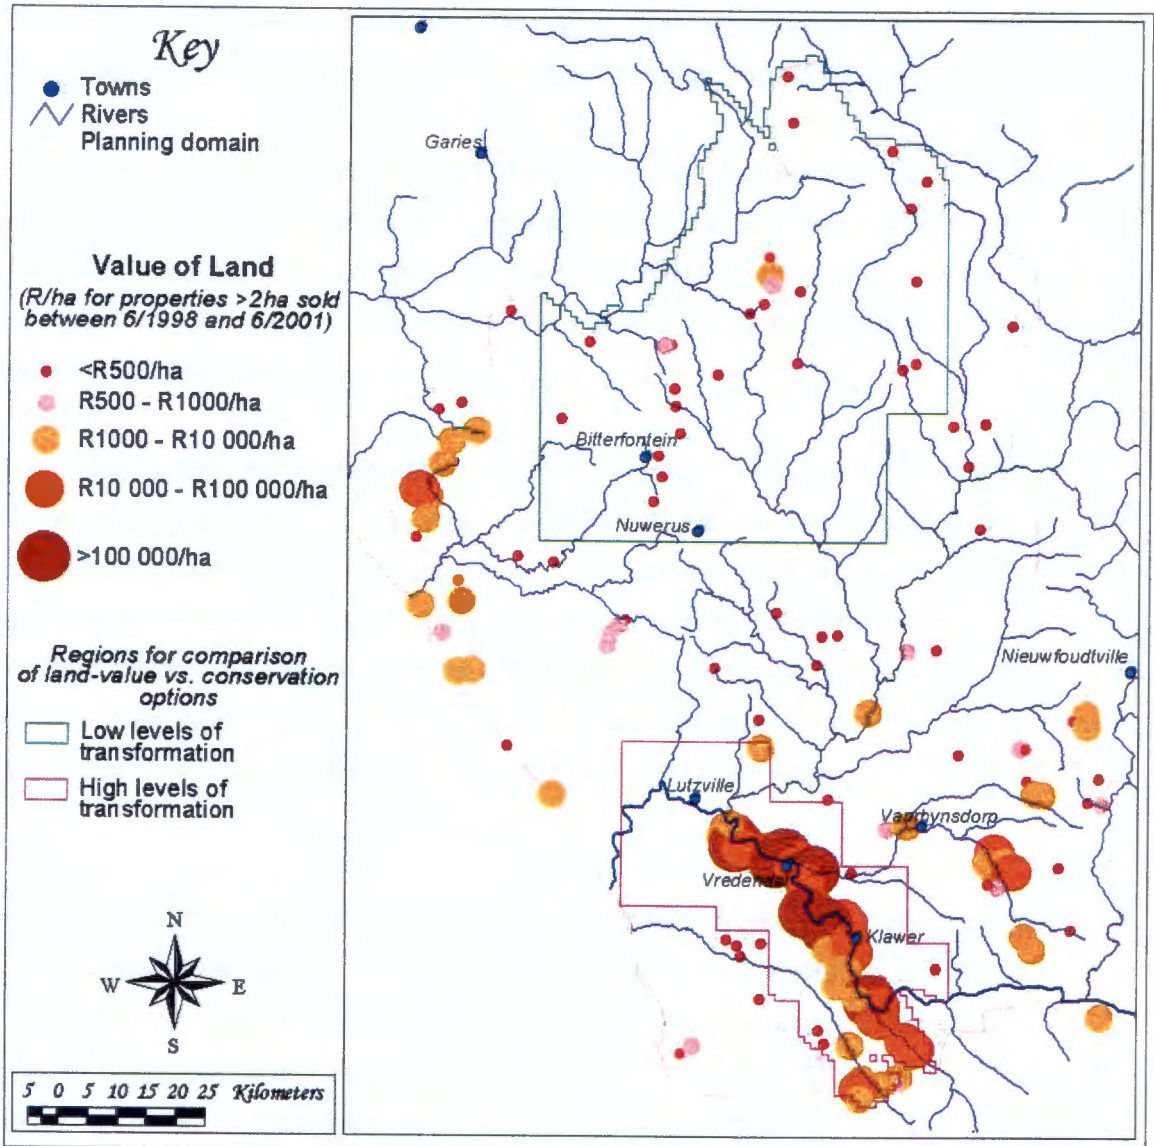 Key
Towns
Rivers
Planning domain
Value of Land
(R/ha for properties >2ha sold
between 6/1998 and 6/2001)
<R500/ha
R500 - R1000/ha
R1000 - R10 000/ha
R10 000 - R100 000/ha
>100 000/ha
Regions for comparison
of land-value vs. conservation
options
Low levels of
transformation
High levels of
transformation
N
W E
S
5 0 5 10 15 20 25 Kilometers
Garies
Bitterfontein
Nuwerus
Nieuwfoudtville
Lutzville
Vanrhynsdorp
Vredendal
Klawer